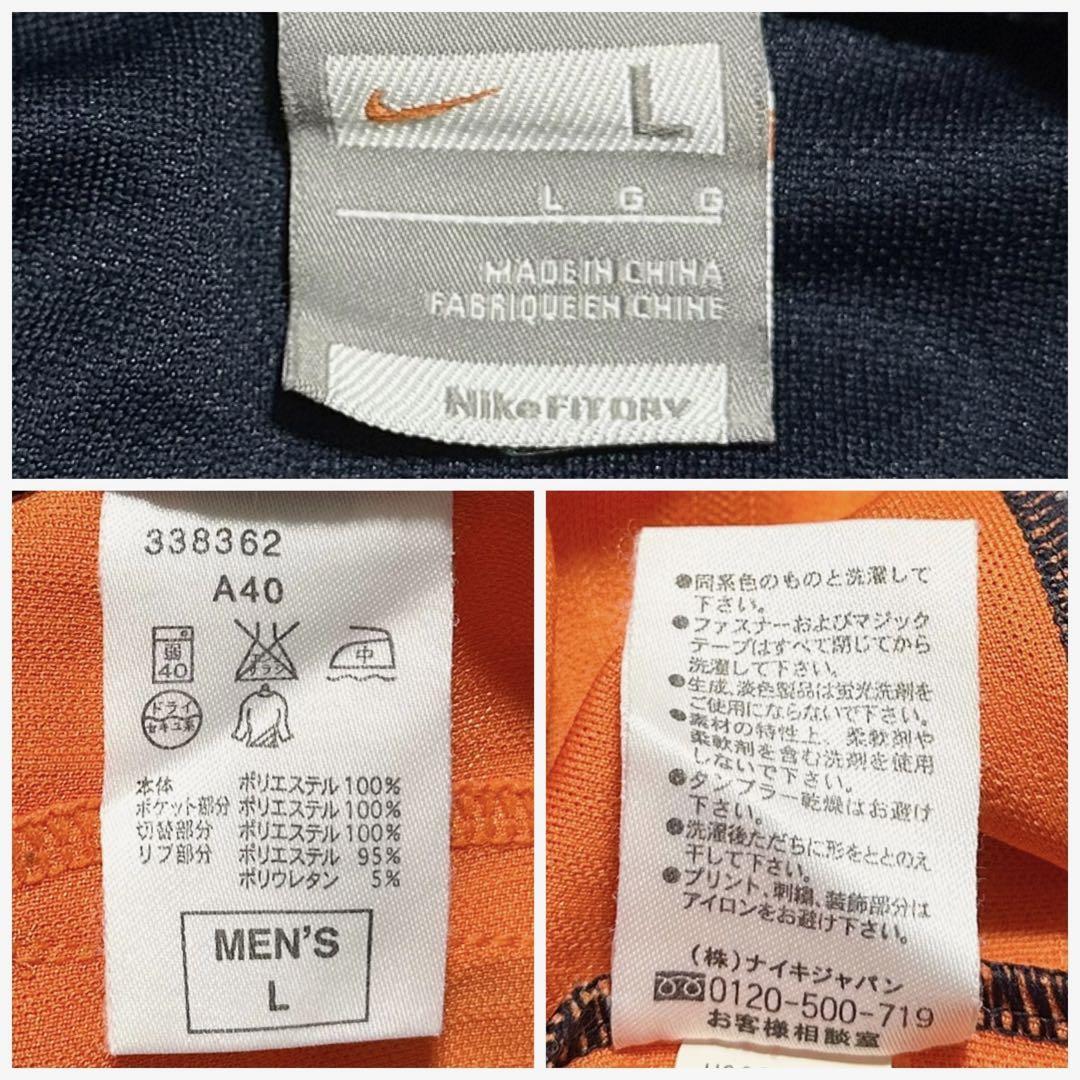 L
L G G
MADE IN CHINA
FABRIQUE EN CHINE
Nike FIT DRY
338362
A40
弱
40
エンソ
サラシ
中
ドライ
セキユ系
本体 ポリエステル 100%
ポケット部分 ポリエステル 100%
切替部分 ポリエステル 100%
リブ部分 ポリエステル 95%
ポリウレタン 5%
MEN'S
L
●同系色のものと洗濯して
下さい。
●ファスナーおよびマジック
テープはすべて閉じてから
洗濯して下さい。
●生成、淡色製品は蛍光洗剤を
ご使用にならないで下さい。
●素材の特性上、柔軟剤や
柔軟剤を含む洗剤を使用
しないで下さい。
●タンブラー乾燥はお避け
下さい。
●洗濯後ただちに形をととのえ
干して下さい。
●プリント、刺繍、装飾部分は
アイロンをお避け下さい。
(株)ナイキジャパン
0120-500-719
お客様相談室